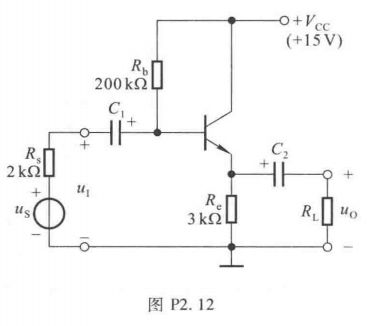 +V_CC
(+15 V)
R_b
200 kΩ
C_1 +
R_s
2 kΩ
+
u_S
−
+
u_I
−
+ C_2
R_e
3 kΩ
R_L
+
u_O
−
图 P2.12